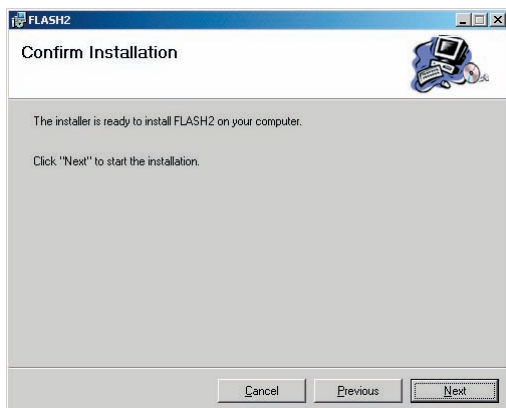 FLASH2
Confirm Installation
The installer is ready to install FLASH2 on your computer.
Click "Next" to start the installation.
Cancel
Previous
Next